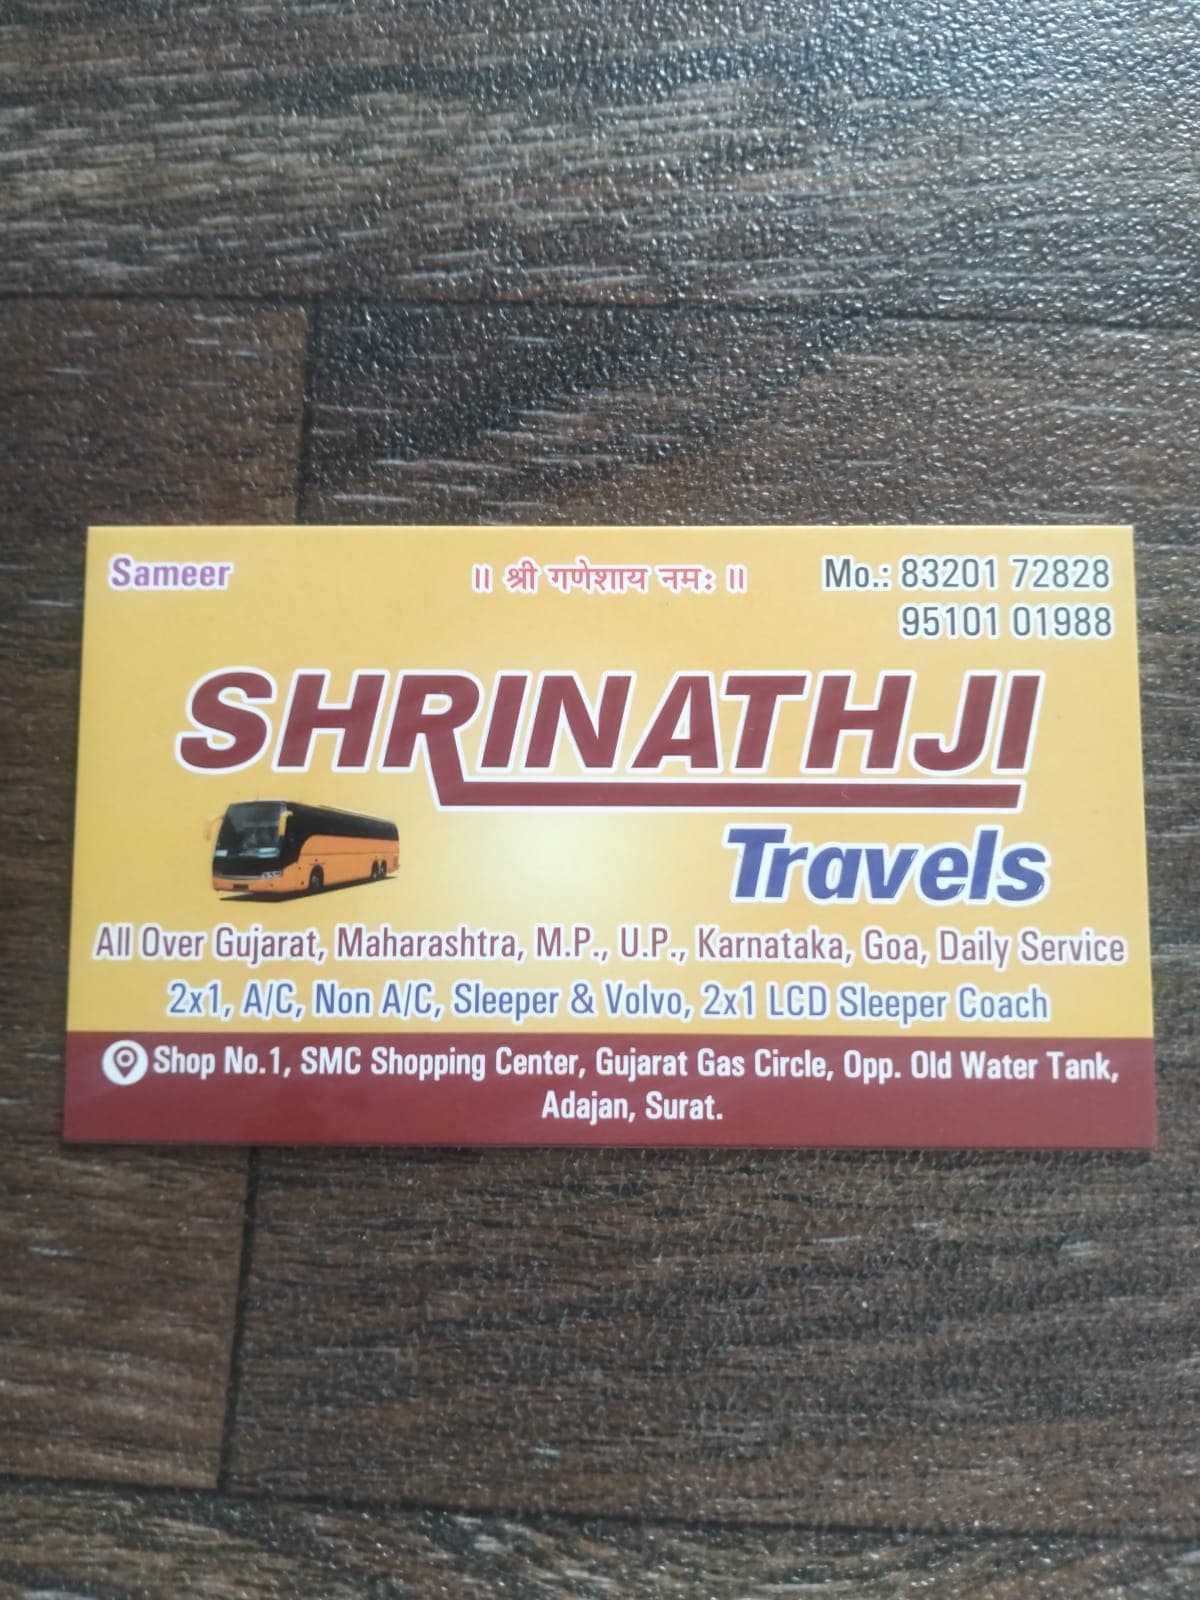 Sameer
॥ श्री गणेशाय नमः ॥
Mo.: 83201 72828
95101 01988
SHRINATHJI
Travels
All Over Gujarat, Maharashtra, M.P., U.P., Karnataka, Goa, Daily Service
2x1, A/C, Non A/C, Sleeper & Volvo, 2x1 LCD Sleeper Coach
Shop No.1, SMC Shopping Center, Gujarat Gas Circle, Opp. Old Water Tank,
Adajan, Surat.